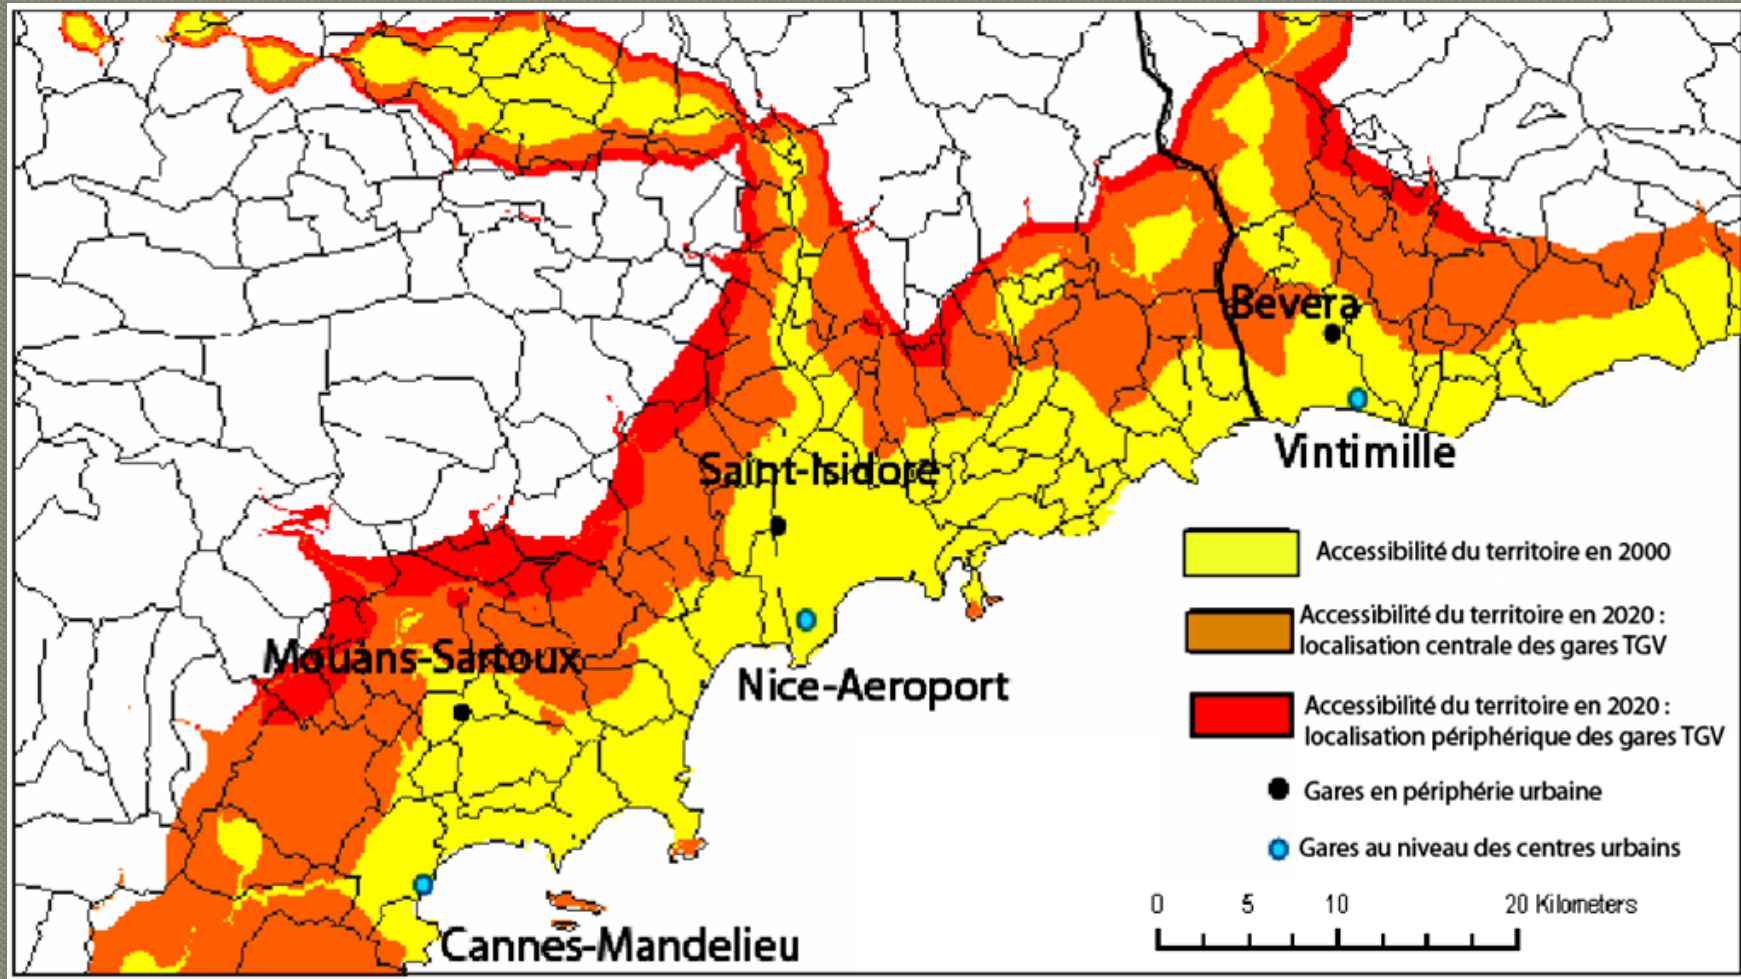 Bevera
Saint-Isidore
Vintimille
Mouans-Sartoux
Nice-Aeroport
Cannes-Mandelieu
Accessibilité du territoire en 2000
Accessibilité du territoire en 2020 :
localisation centrale des gares TGV
Accessibilité du territoire en 2020 :
localisation périphérique des gares TGV
Gares en périphérie urbaine
Gares au niveau des centres urbains
0 5 10 20 Kilometers